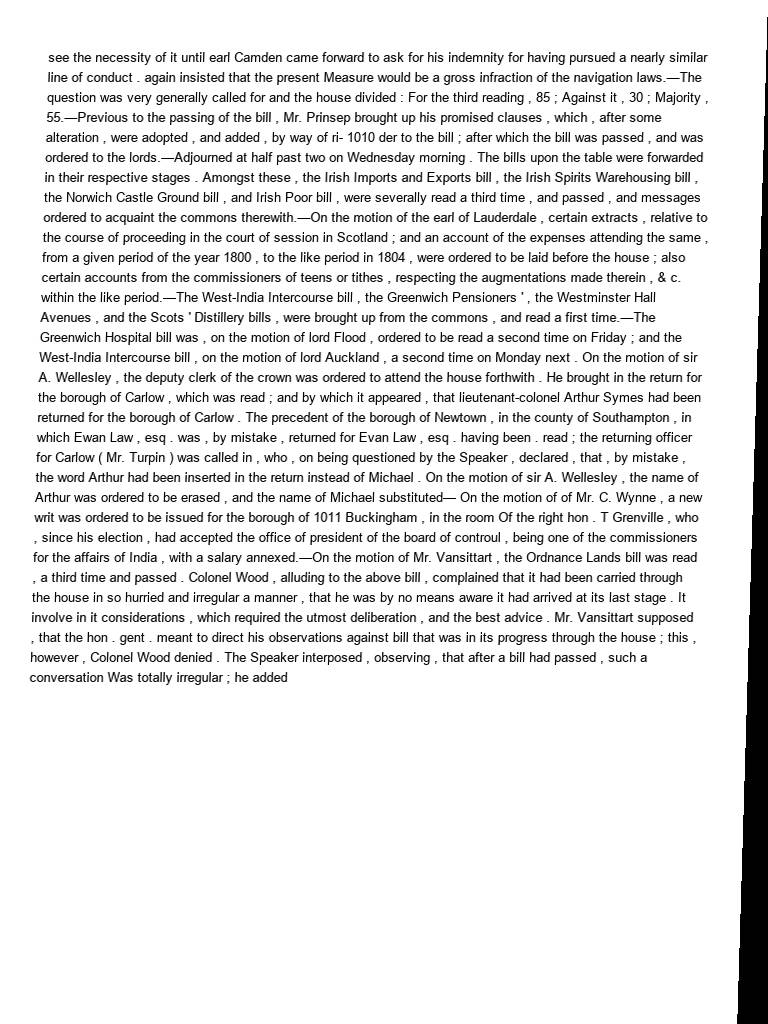 see the necessity of it until earl Camden came forward to ask for his indemnity for having pursued a nearly similar
line of conduct . again insisted that the present Measure would be a gross infraction of the navigation laws.—The
question was very generally called for and the house divided : For the third reading , 85 ; Against it , 30 ; Majority ,
55.—Previous to the passing of the bill , Mr. Prinsep brought up his promised clauses , which , after some
alteration , were adopted , and added , by way of ri- 1010 der to the bill ; after which the bill was passed , and was
ordered to the lords.—Adjourned at half past two on Wednesday morning . The bills upon the table were forwarded
in their respective stages . Amongst these , the Irish Imports and Exports bill , the Irish Spirits Warehousing bill ,
the Norwich Castle Ground bill , and Irish Poor bill , were severally read a third time , and passed , and messages
ordered to acquaint the commons therewith.—On the motion of the earl of Lauderdale , certain extracts , relative to
the course of proceeding in the court of session in Scotland ; and an account of the expenses attending the same ,
from a given period of the year 1800 , to the like period in 1804 , were ordered to be laid before the house ; also
certain accounts from the commissioners of teens or tithes , respecting the augmentations made therein , & c.
within the like period.—The West-India Intercourse bill , the Greenwich Pensioners ' , the Westminster Hall
Avenues , and the Scots ' Distillery bills , were brought up from the commons , and read a first time.—The
Greenwich Hospital bill was , on the motion of lord Flood , ordered to be read a second time on Friday ; and the
West-India Intercourse bill , on the motion of lord Auckland , a second time on Monday next . On the motion of sir
A. Wellesley , the deputy clerk of the crown was ordered to attend the house forthwith . He brought in the return for
the borough of Carlow , which was read ; and by which it appeared , that lieutenant-colonel Arthur Symes had been
returned for the borough of Carlow . The precedent of the borough of Newtown , in the county of Southampton , in
which Ewan Law , esq . was , by mistake , returned for Evan Law , esq . having been . read ; the returning officer
for Carlow ( Mr. Turpin ) was called in , who , on being questioned by the Speaker , declared , that , by mistake ,
the word Arthur had been inserted in the return instead of Michael . On the motion of sir A. Wellesley , the name of
Arthur was ordered to be erased , and the name of Michael substituted— On the motion of of Mr. C. Wynne , a new
writ was ordered to be issued for the borough of 1011 Buckingham , in the room Of the right hon . T Grenville , who
, since his election , had accepted the office of president of the board of controul , being one of the commissioners
for the affairs of India , with a salary annexed.—On the motion of Mr. Vansittart , the Ordnance Lands bill was read
, a third time and passed . Colonel Wood , alluding to the above bill , complained that it had been carried through
the house in so hurried and irregular a manner , that he was by no means aware it had arrived at its last stage . It
involve in it considerations , which required the utmost deliberation , and the best advice . Mr. Vansittart supposed
, that the hon . gent . meant to direct his observations against bill that was in its progress through the house ; this ,
however , Colonel Wood denied . The Speaker interposed , observing , that after a bill had passed , such a
conversation Was totally irregular ; he added